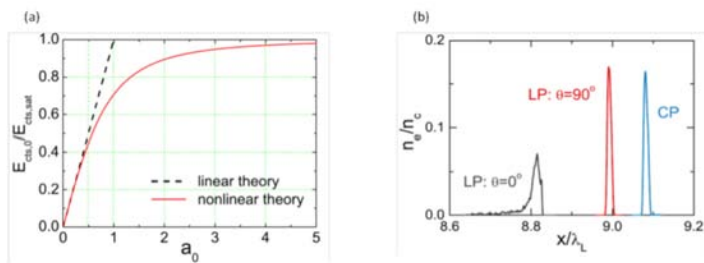 (a)
1.0
0.8
0.6
0.4
0.2
0.0
E_cts,0/E_cts,sat
linear theory
nonlinear theory
0 1 2 3 4 5
a_0
(b)
0.2
0.1
0.0
n_e/n_c
LP: θ=90°
CP
LP: θ=0°
8.6 8.8 9.0 9.2
x/λ_L